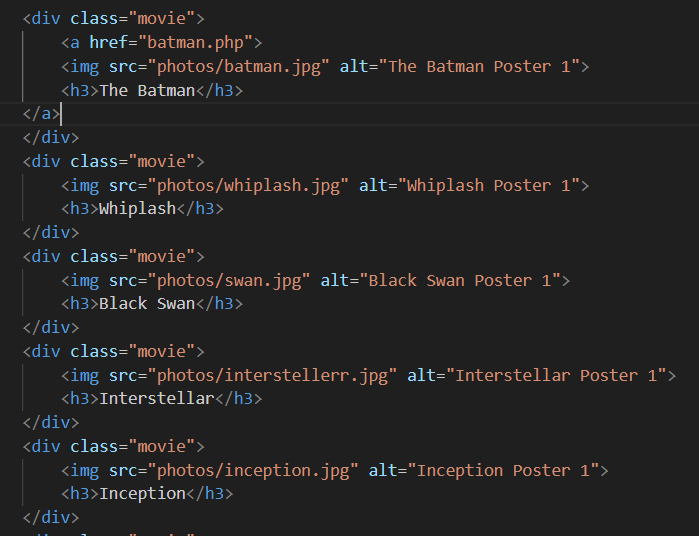 <div class="movie">
<a href="batman.php">
<img src="photos/batman.jpg" alt="The Batman Poster 1">
<h3>The Batman</h3>
</a>
</div>
<div class="movie">
<img src="photos/whiplash.jpg" alt="Whiplash Poster 1">
<h3>Whiplash</h3>
</div>
<div class="movie">
<img src="photos/swan.jpg" alt="Black Swan Poster 1">
<h3>Black Swan</h3>
</div>
<div class="movie">
<img src="photos/interstellerr.jpg" alt="Interstellar Poster 1">
<h3>Interstellar</h3>
</div>
<div class="movie">
<img src="photos/inception.jpg" alt="Inception Poster 1">
<h3>Inception</h3>
</div>